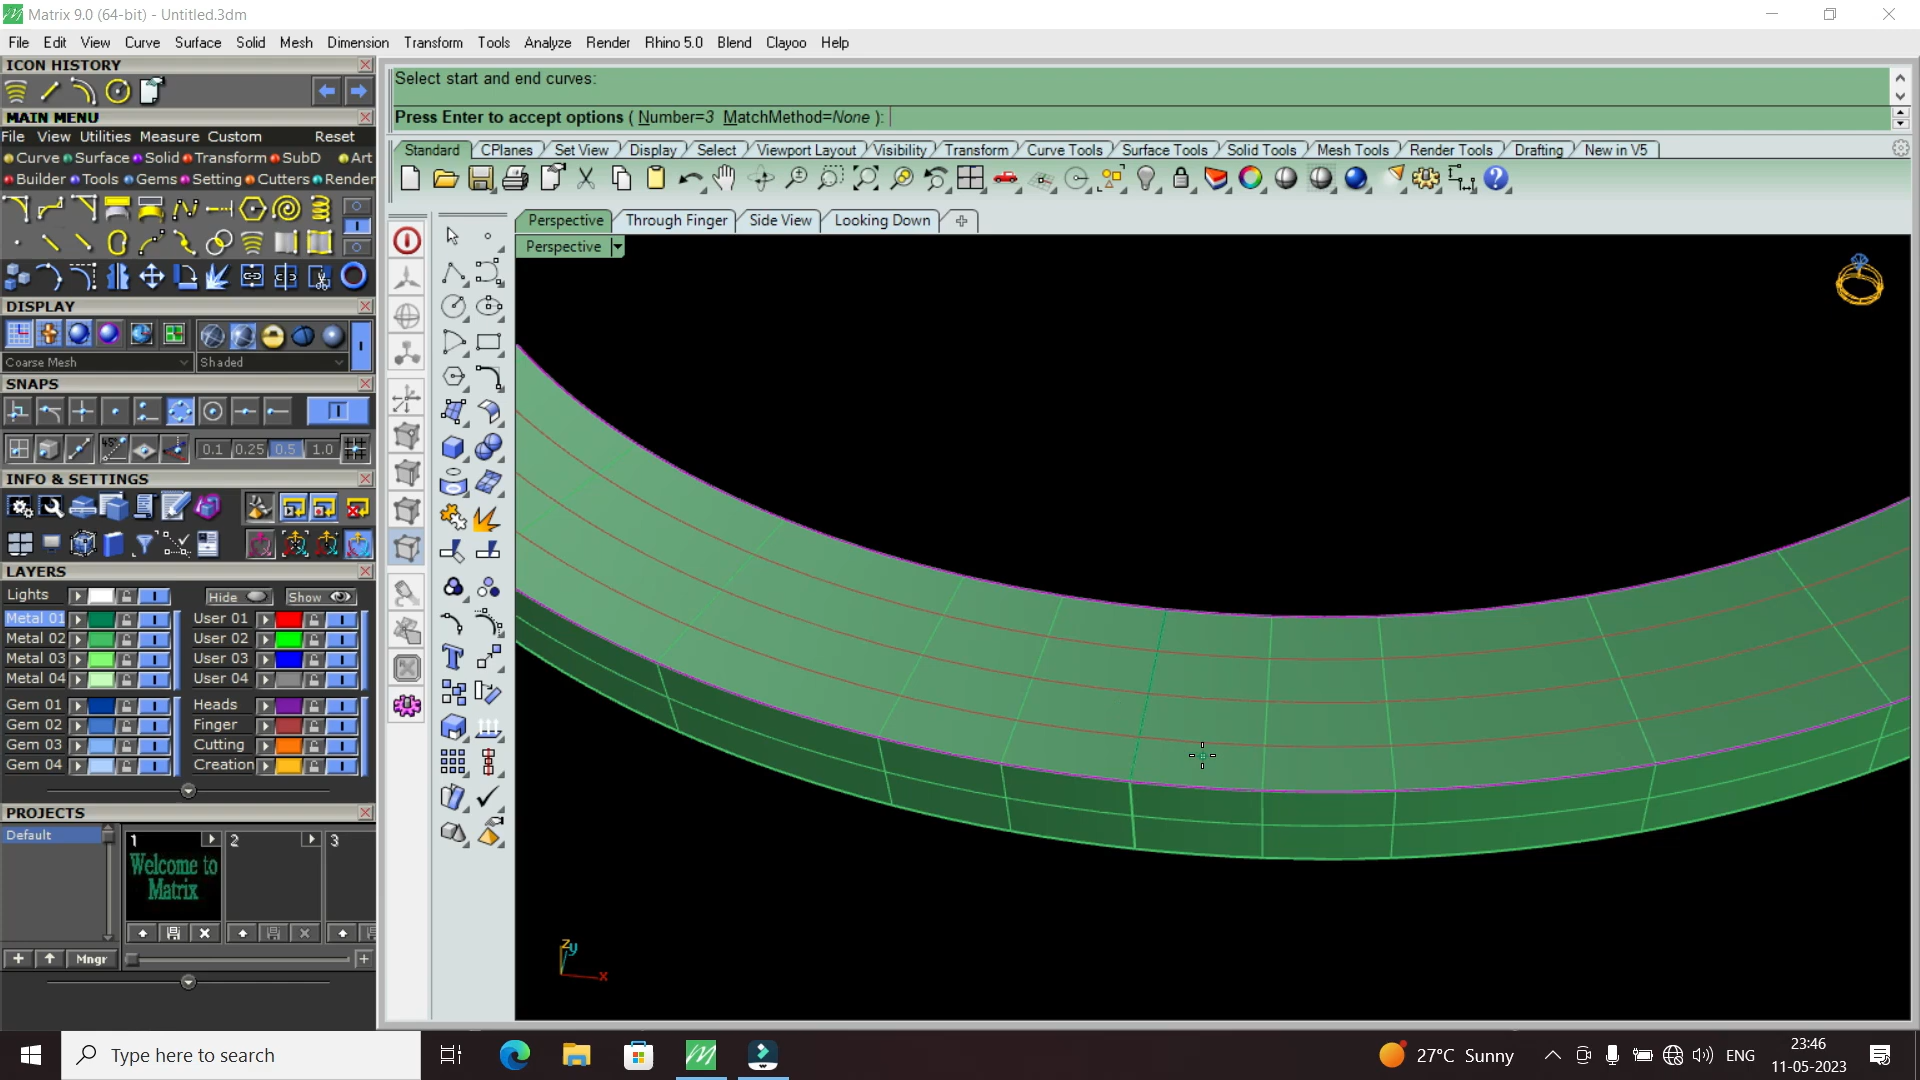 Matrix 9.0 (64-bit) - Untitled.3dm
File Edit View Curve Surface Solid Mesh Dimension Transform Tools Analyze Render Rhino 5.0 Blend Clayoo Help
ICON HISTORY
MAIN MENU
File View Utilities Measure Custom Reset
Curve Surface Solid Transform SubD Art
Builder Tools Gems Setting Cutters Render
DISPLAY
Coarse Mesh Shaded
SNAPS
45°
0.1 0.25 0.5 1.0
INFO & SETTINGS
LAYERS
Lights Hide Show
Metal 01 User 01
Metal 02 User 02
Metal 03 User 03
Metal 04 User 04
Gem 01 Heads
Gem 02 Finger
Gem 03 Cutting
Gem 04 Creation
PROJECTS
Default
1 2 3
Welcome to
Matrix
Mngr
Select start and end curves:
Press Enter to accept options ( Number=3 MatchMethod=None ):
Standard CPlanes Set View Display Select Viewport Layout Visibility Transform Curve Tools Surface Tools Solid Tools Mesh Tools Render Tools Drafting New in V5
Perspective Through Finger Side View Looking Down
Perspective
z y x
Type here to search
27°C Sunny
ENG
23:46
11-05-2023